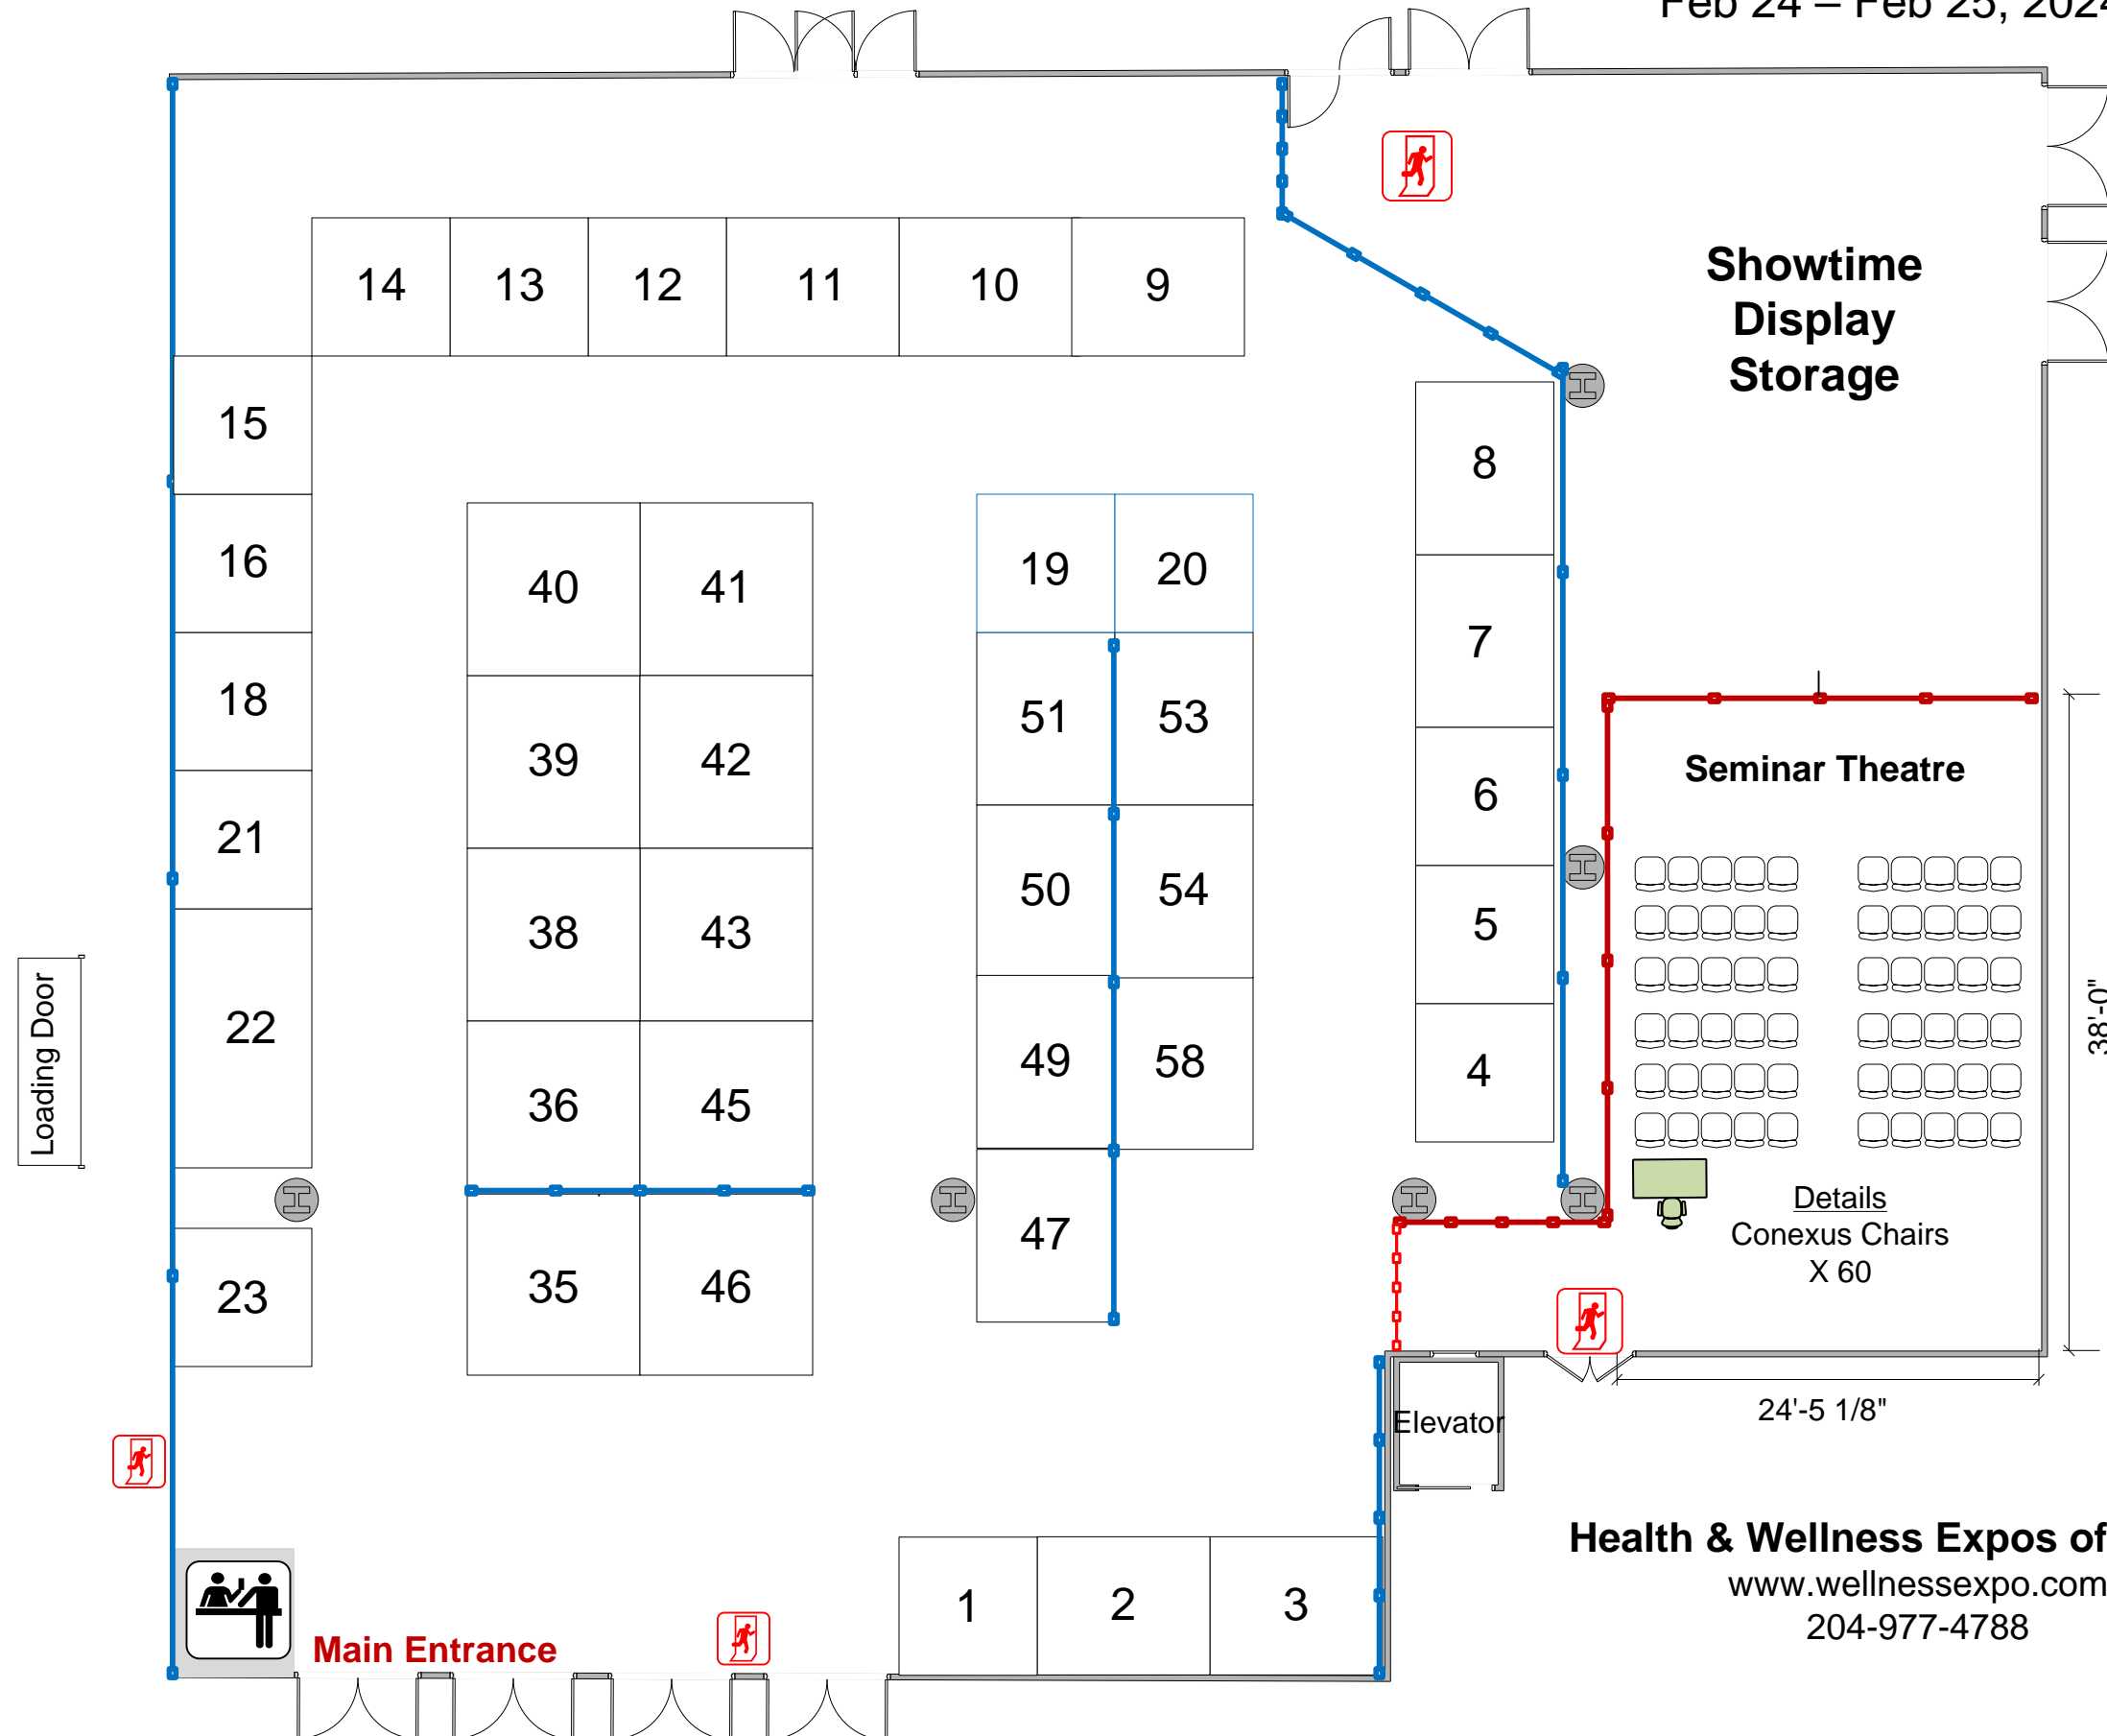 Feb 24 – Feb 25, 2024
Showtime
Display
Storage
14 13 12 11 10 9
15
8
16
40 41
19 20
7
18
51 53
39 42
Seminar Theatre
6
21
50 54
5
38 43
22
Loading Door
38'-0"
49 58
4
36 45
Details
Conexus Chairs
X 60
47
35 46
23
24'-5 1/8"
Elevator
Health & Wellness Expos of
www.wellnessexpo.com
204-977-4788
1 2 3
Main Entrance